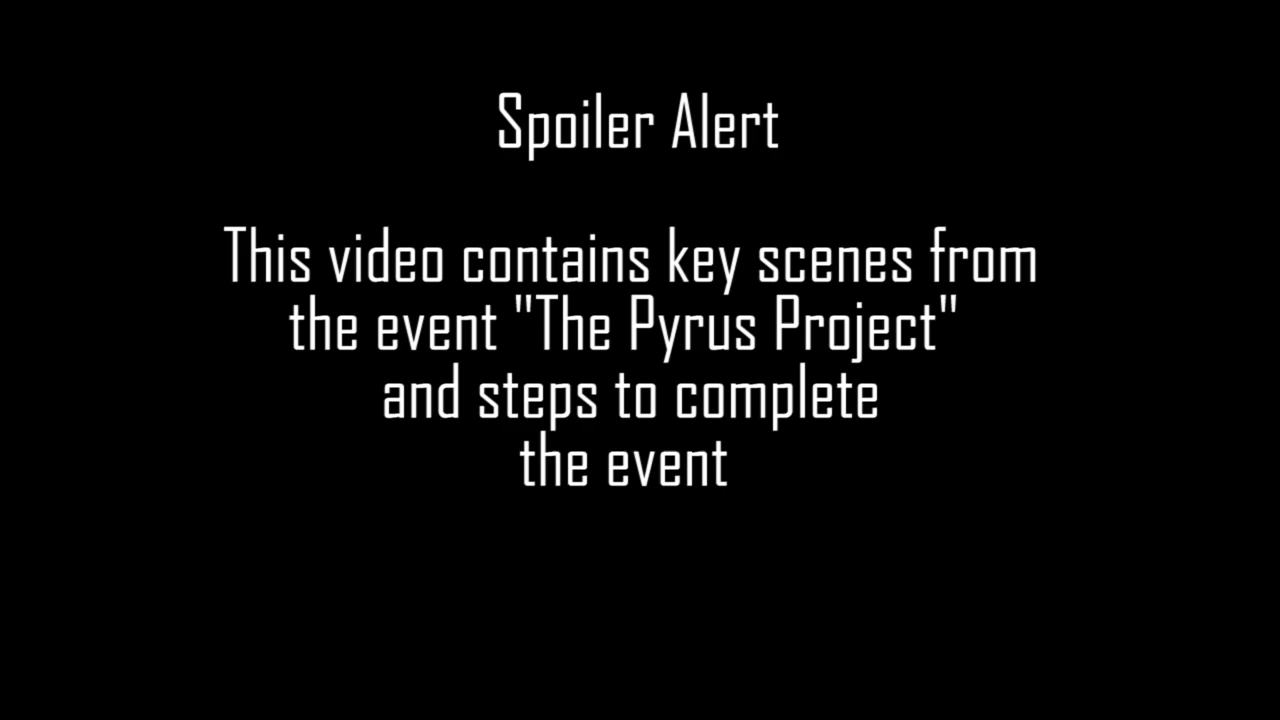 Spoiler Alert
This video contains key scenes from
the event "The Pyrus Project"
and steps to complete
the event